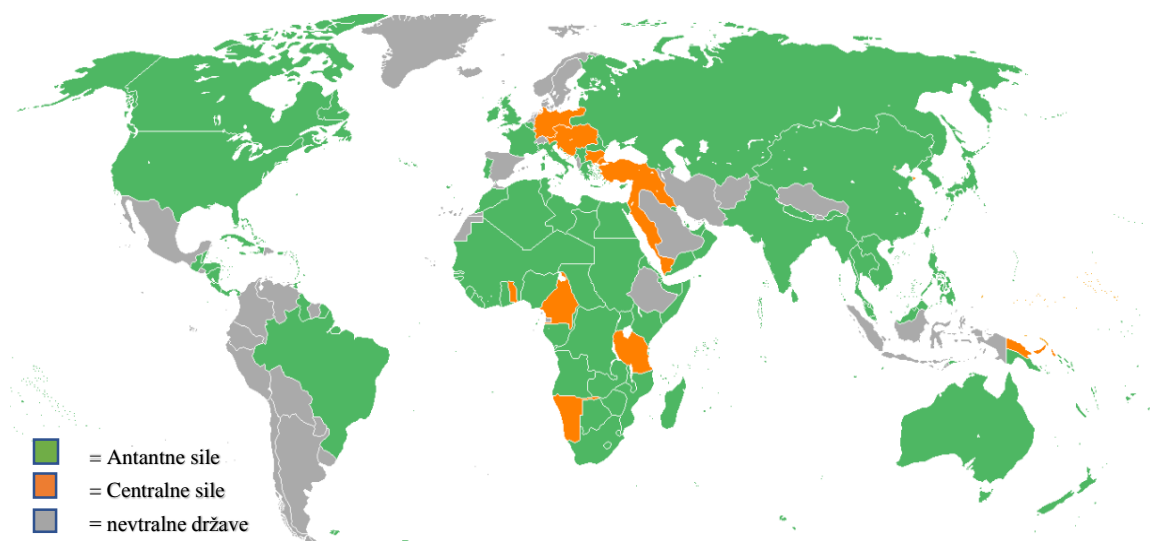 = Antantne sile
= Centralne sile
= nevtralne države